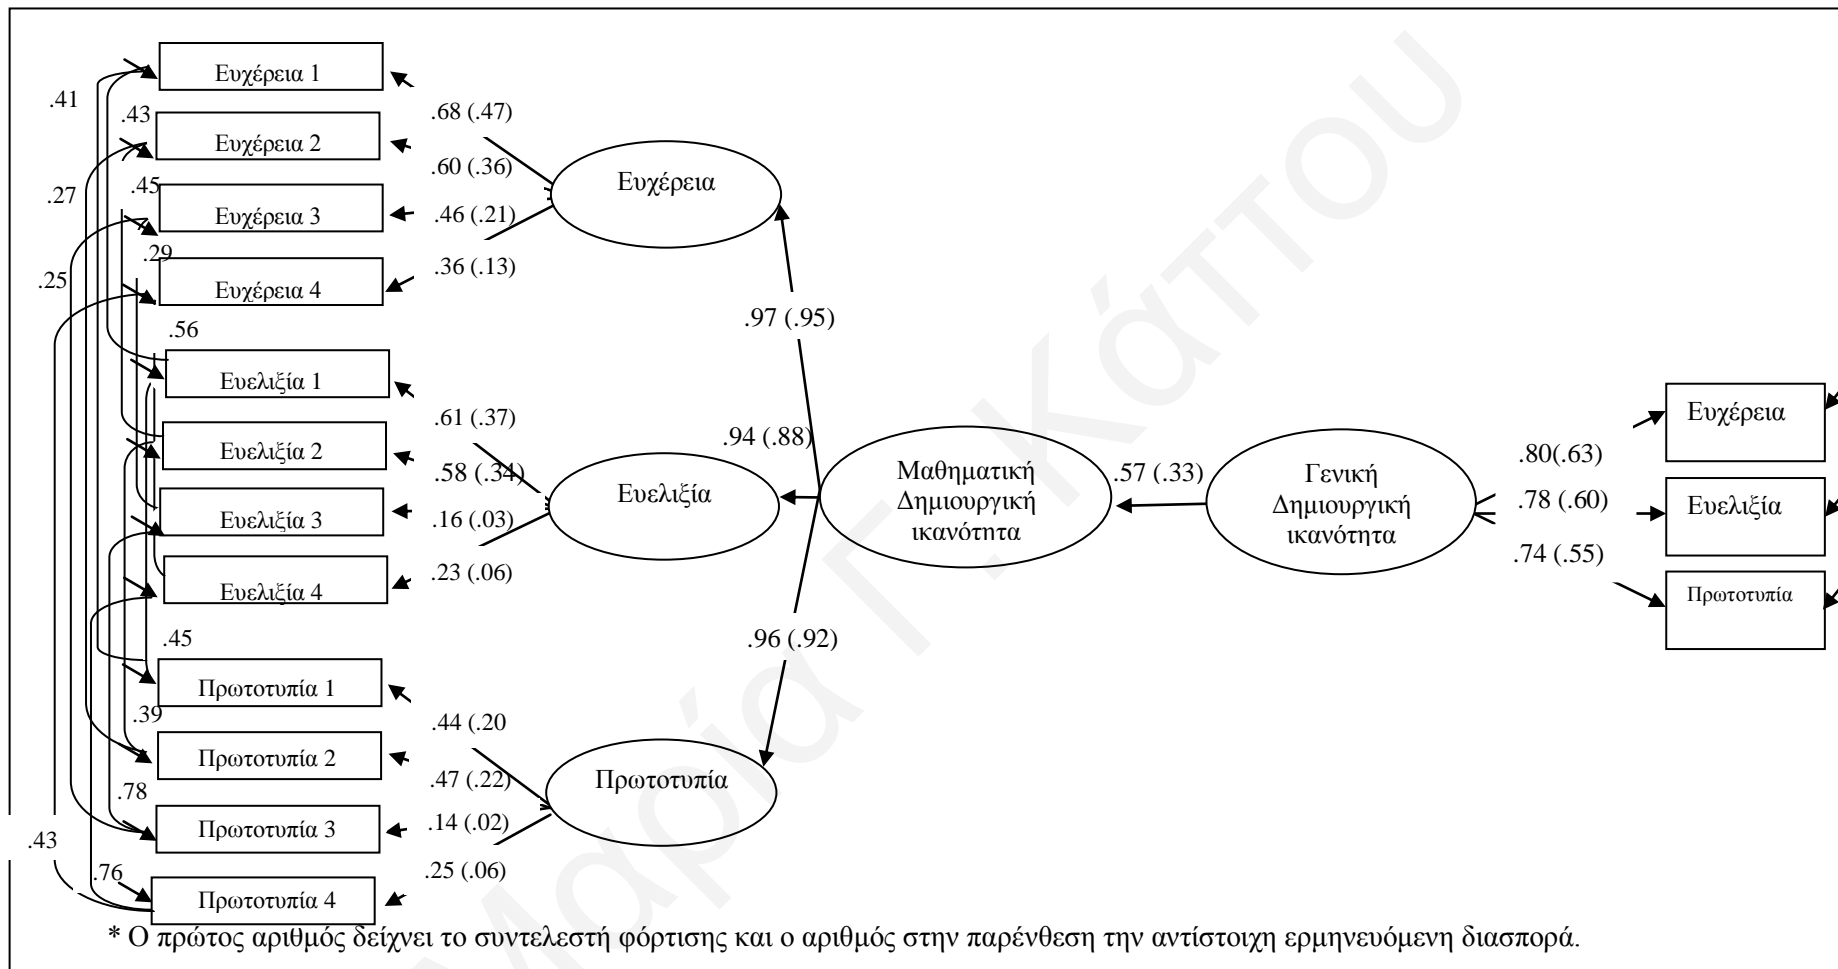 Ευχέρεια 1
.41
.43
.68 (.47)
Ευχέρεια 2
.60 (.36)
Ευχέρεια
.27
.45
Ευχέρεια 3
.46 (.21)
.29
.25
Ευχέρεια 4
.36 (.13)
.97 (.95)
.56
Ευελιξία 1
.61 (.37)
Ευελιξία 2
.94 (.88)
.58 (.34)
Ευελιξία
Ευελιξία 3
.16 (.03)
Ευελιξία 4
.23 (.06)
Μαθηματική
Δημιουργική
ικανότητα
.57 (.33)
Γενική
Δημιουργική
ικανότητα
.80(.63)
.78 (.60)
.74 (.55)
Ευχέρεια
Ευελιξία
Πρωτοτυπία
.96 (.92)
.45
Πρωτοτυπία 1
.44 (.20
.39
Πρωτοτυπία 2
.47 (.22)
Πρωτοτυπία
.78
Πρωτοτυπία 3
.14 (.02)
.43
.76
.25 (.06)
Πρωτοτυπία 4
* Ο πρώτος αριθμός δείχνει το συντελεστή φόρτισης και ο αριθμός στην παρένθεση την αντίστοιχη ερμηνευόμενη διασπορά.
Μαρία Γ. Κάττου